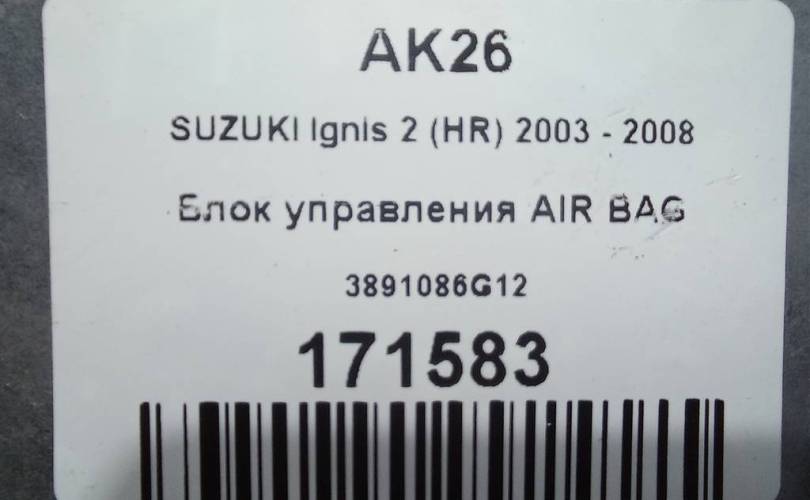 AK26
SUZUKI Ignis 2 (HR) 2003 - 2008
Блок управления AIR BAG
3891086G12
171583